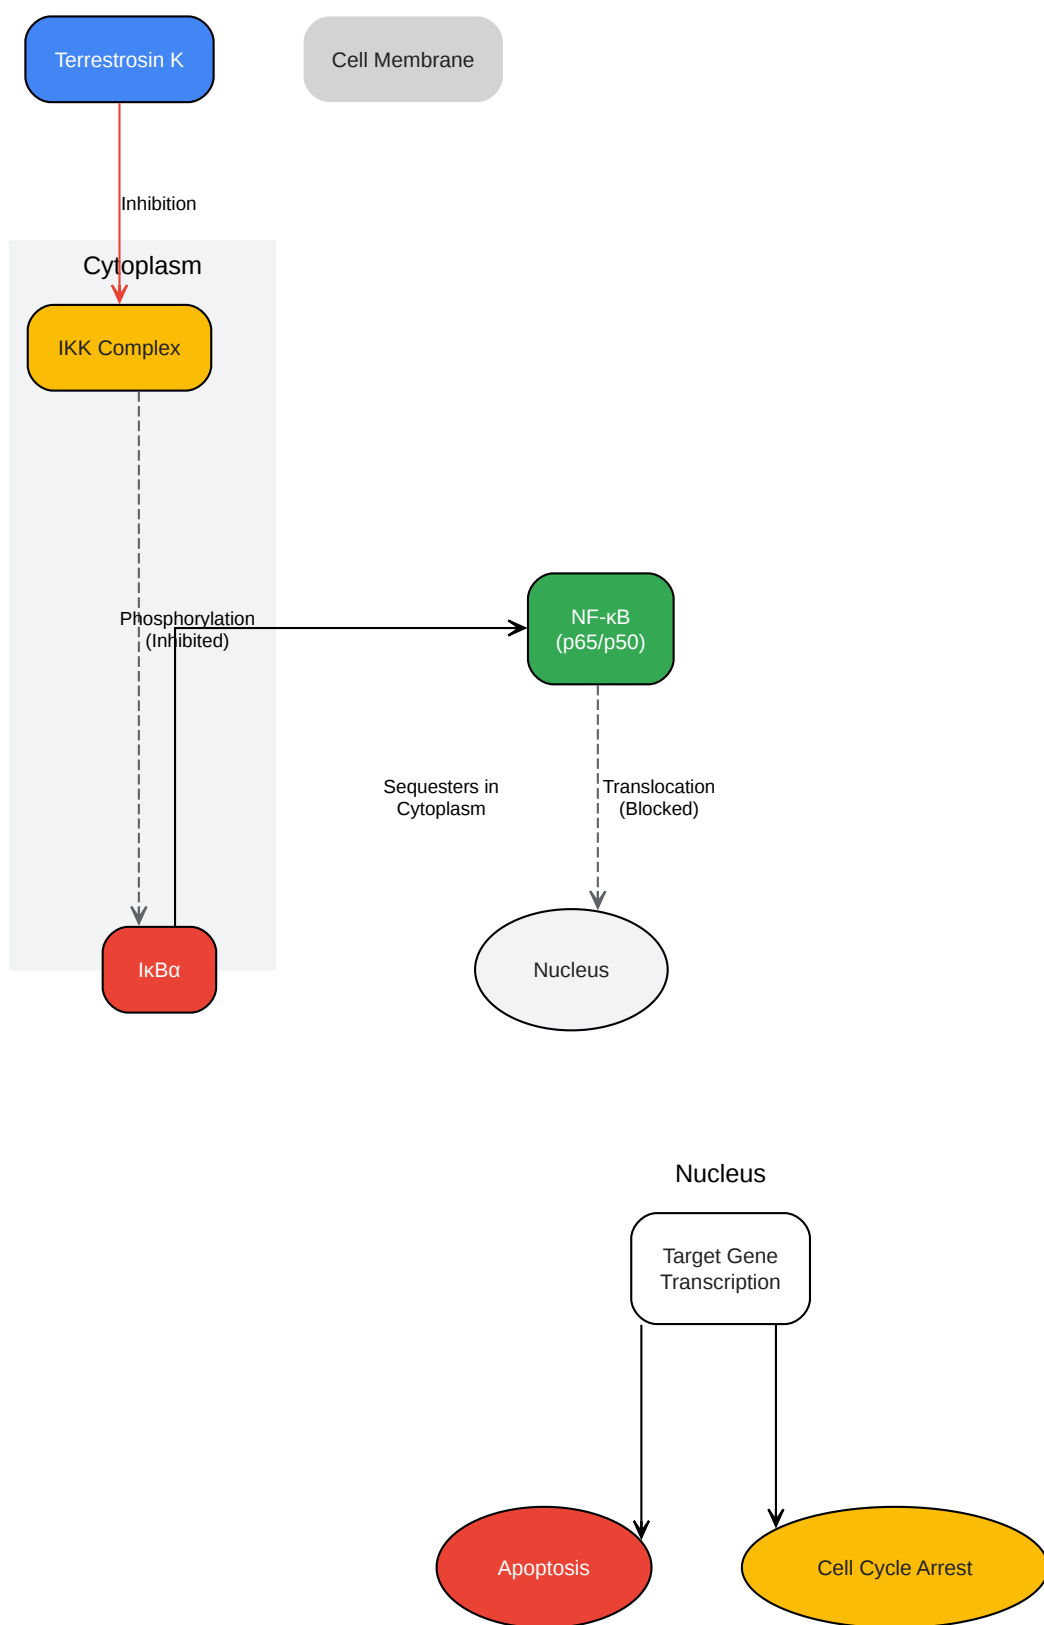 Terrestrosin K
Cell Membrane
Inhibition
Cytoplasm
IKK Complex
Phosphorylation
(Inhibited)
NF-κB
(p65/p50)
Sequesters in
Cytoplasm
Translocation
(Blocked)
IκBα
Nucleus
Nucleus
Target Gene
Transcription
Apoptosis
Cell Cycle Arrest